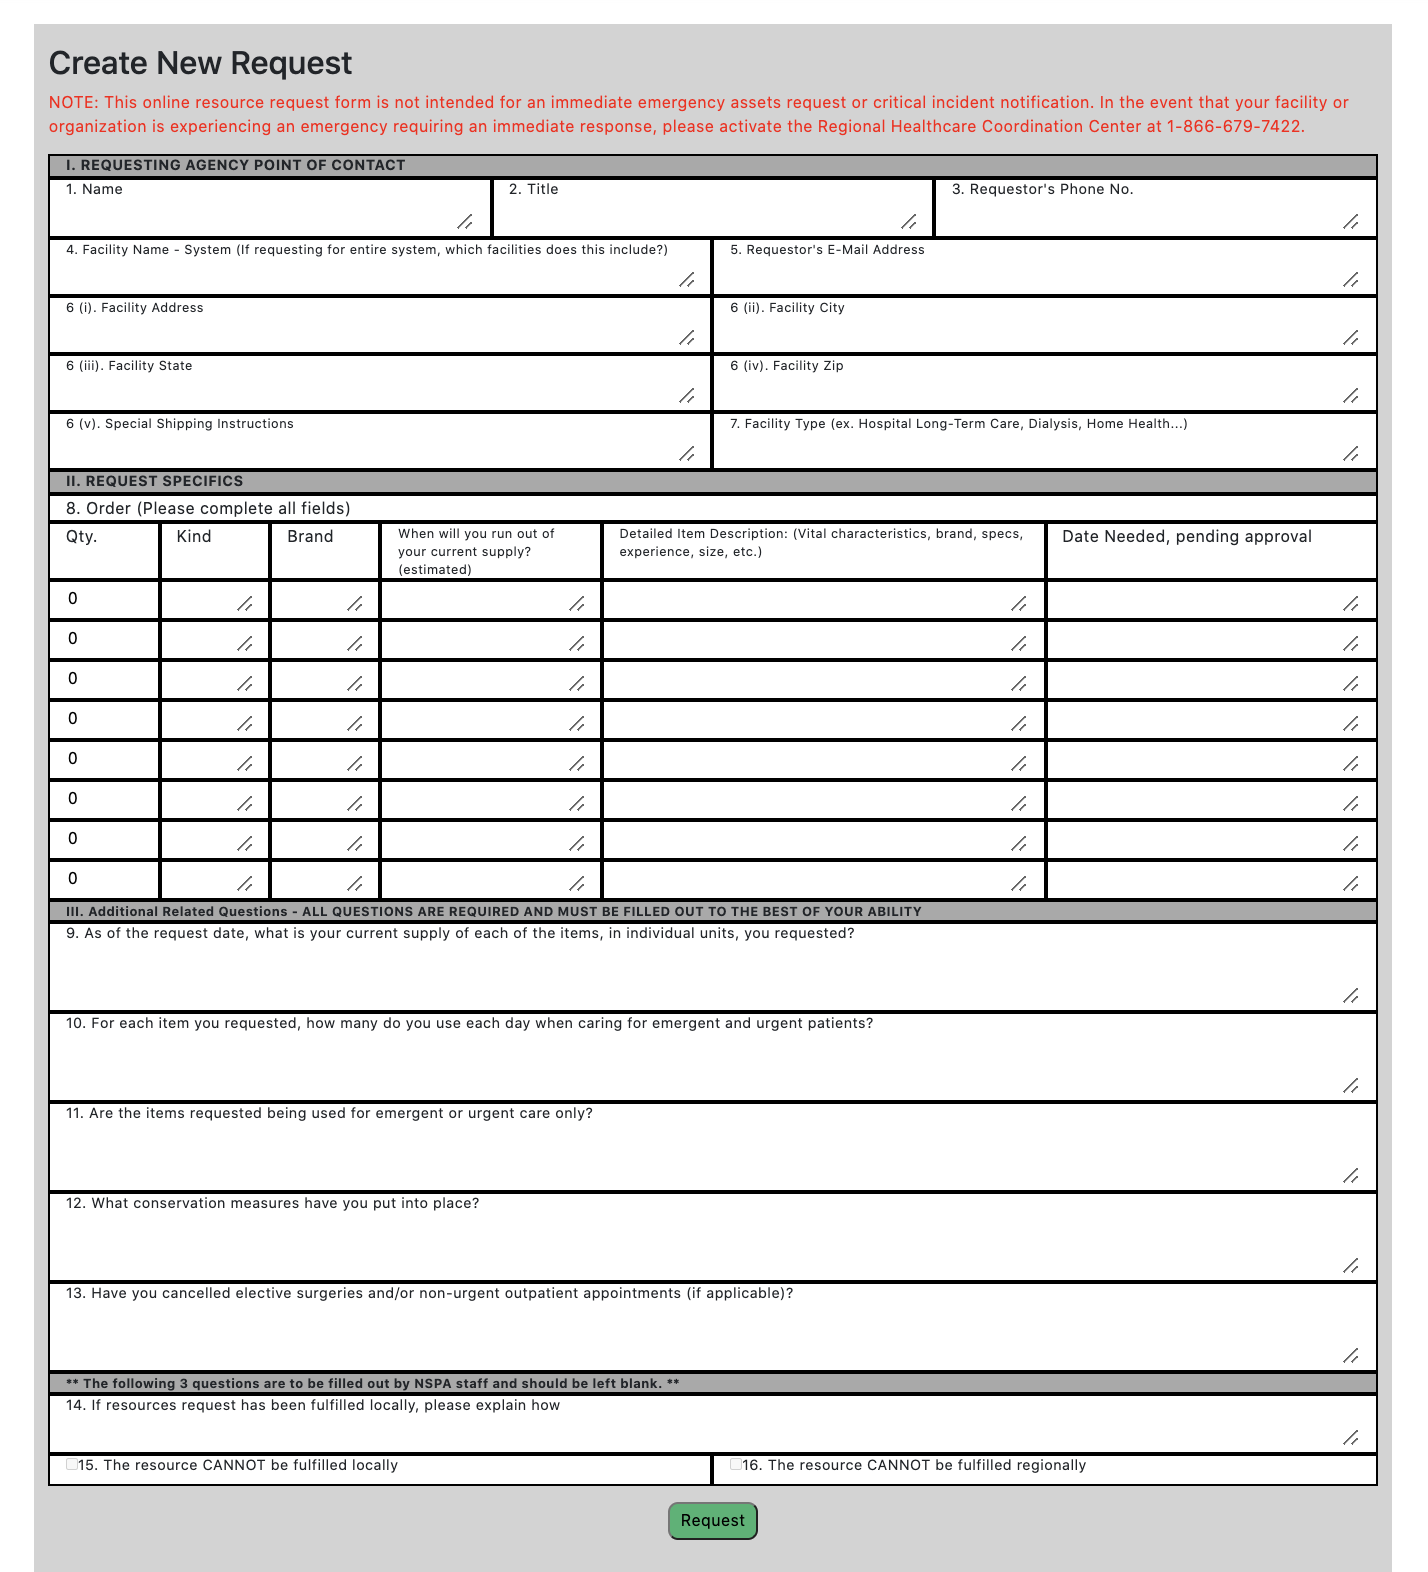 Create New Request
NOTE: This online resource request form is not intended for an immediate emergency assets request or critical incident notification. In the event that your facility or
organization is experiencing an emergency requiring an immediate response, please activate the Regional Healthcare Coordination Center at 1-866-679-7422.
I. REQUESTING AGENCY POINT OF CONTACT
1. Name
2. Title
3. Requestor's Phone No.
4. Facility Name - System (If requesting for entire system, which facilities does this include?)
5. Requestor's E-Mail Address
6 (i). Facility Address
6 (ii). Facility City
6 (iii). Facility State
6 (iv). Facility Zip
6 (v). Special Shipping Instructions
7. Facility Type (ex. Hospital Long-Term Care, Dialysis, Home Health...)
II. REQUEST SPECIFICS
8. Order (Please complete all fields)
Qty.
Kind
Brand
When will you run out of
your current supply?
(estimated)
Detailed Item Description: (Vital characteristics, brand, specs,
experience, size, etc.)
Date Needed, pending approval
0
0
0
0
0
0
0
0
III. Additional Related Questions - ALL QUESTIONS ARE REQUIRED AND MUST BE FILLED OUT TO THE BEST OF YOUR ABILITY
9. As of the request date, what is your current supply of each of the items, in individual units, you requested?
10. For each item you requested, how many do you use each day when caring for emergent and urgent patients?
11. Are the items requested being used for emergent or urgent care only?
12. What conservation measures have you put into place?
13. Have you cancelled elective surgeries and/or non-urgent outpatient appointments (if applicable)?
** The following 3 questions are to be filled out by NSPA staff and should be left blank. **
14. If resources request has been fulfilled locally, please explain how
15. The resource CANNOT be fulfilled locally
16. The resource CANNOT be fulfilled regionally
Request